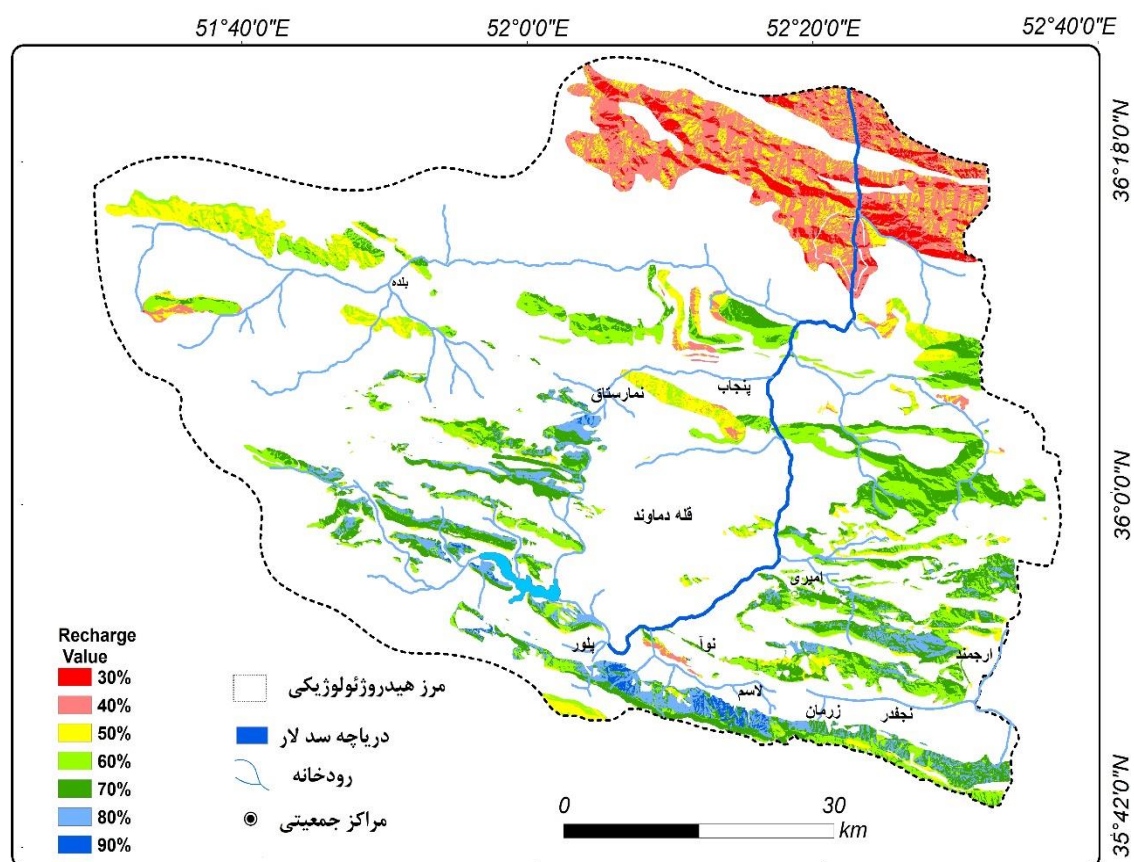 51°40'0"E
52°0'0"E
52°20'0"E
52°40'0"E
36°18'0"N
36°0'0"N
35°42'0"N
بلده
نمارستاق
پنجاب
قله دماوند
امیری
ارجمند
نوآ
پلور
لاسم
زرمان
نجفدر
Recharge
Value
30%
40%
50%
60%
70%
80%
90%
مرز هیدروژئولوژیکی
دریاچه سد لار
رودخانه
مراکز جمعیتی
0
30
km